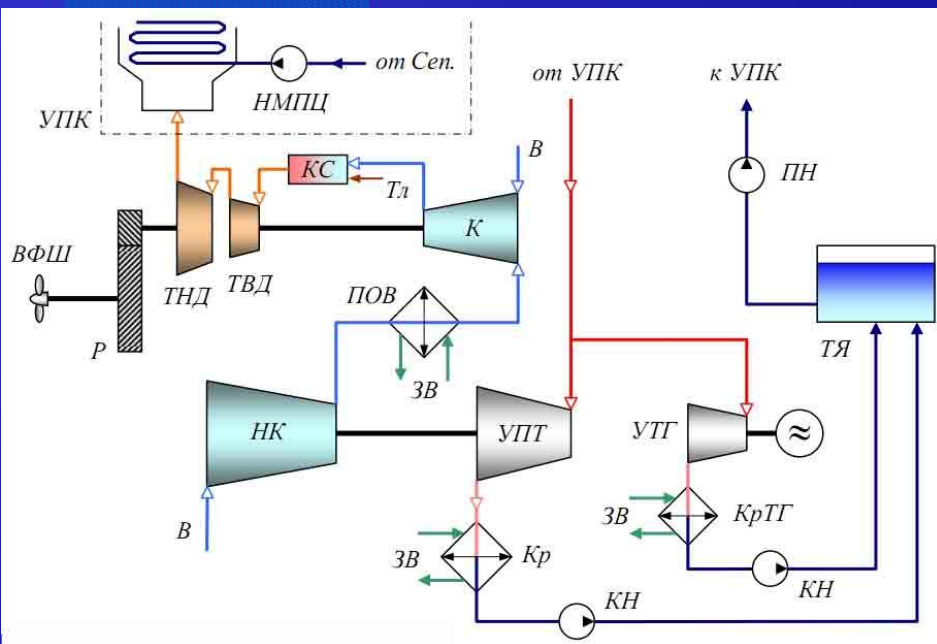 от Сеп.
НМПЦ
УПК
от УПК
к УПК
КС
Тл
В
К
ПН
ВФШ
ТНД
ТВД
ПОВ
Р
ЗВ
ТЯ
НК
УПТ
УТГ
≈
В
ЗВ
Кр
ЗВ
КрТГ
КН
КН